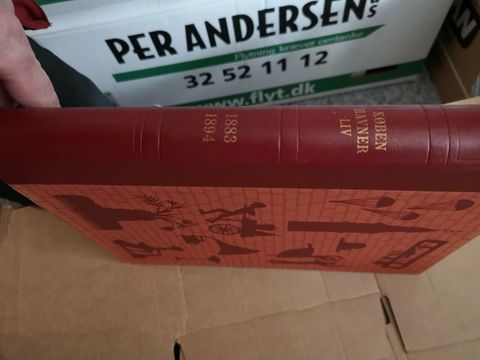 PER ANDERSEN
Flytning kræver omtanke
32 52 11 12
www.flyt.dk
KØBEN
HAVNER
LIV
1883
1894